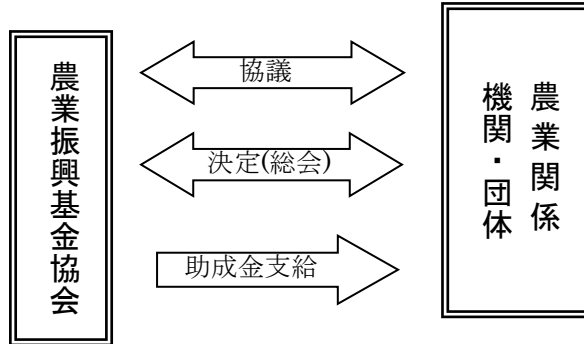 農業振興基金協会
協議
決定(総会)
助成金支給
農業関係
機関・団体